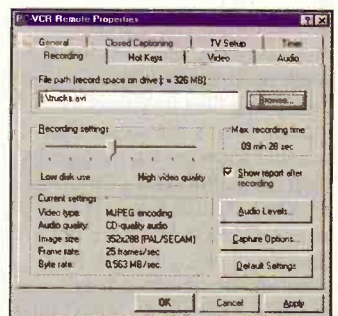 PC-VCR Remote Properties
General Closed Captioning TV Setup Timer
Recording Hot Keys Video Audio
File path (record space on drive : = 326 MB)
\trucks.avi Browse...
Recording settings
Low disk use High video quality
Max. recording time
09 min 28 sec
Show report after recording
Current settings
Video type: MJPEG encoding
Audio quality: CD-quality audio
Image size: 352x288 (PAL/SECAM)
Frame rate: 25 frames/sec
Byte rate: 0.563 MB/sec.
Audio Levels...
Capture Options...
Default Settings
OK Cancel Apply